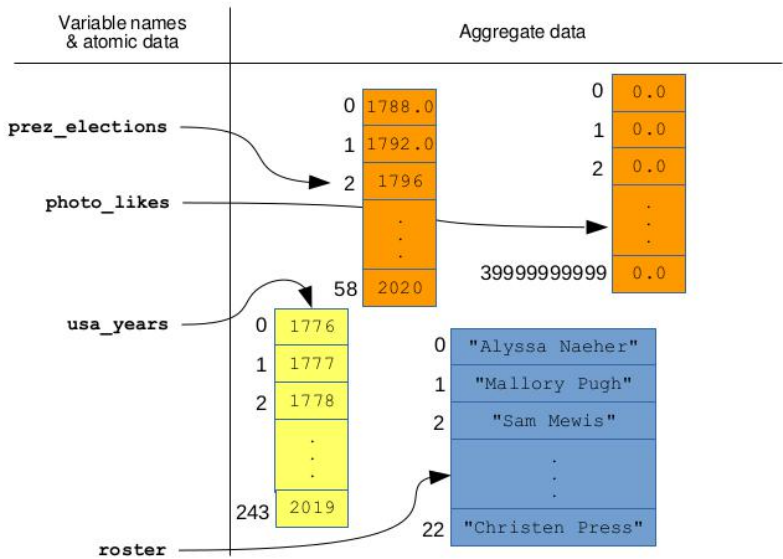 Variable names
& atomic data
Aggregate data
prez_elections
photo_likes
usa_years
roster
0 1788.0
1 1792.0
2 1796
.
.
.
58 2020
0 0.0
1 0.0
2 0.0
.
.
.
39999999999 0.0
0 1776
1 1777
2 1778
.
.
.
243 2019
0 "Alyssa Naeher"
1 "Mallory Pugh"
2 "Sam Mewis"
.
.
.
22 "Christen Press"